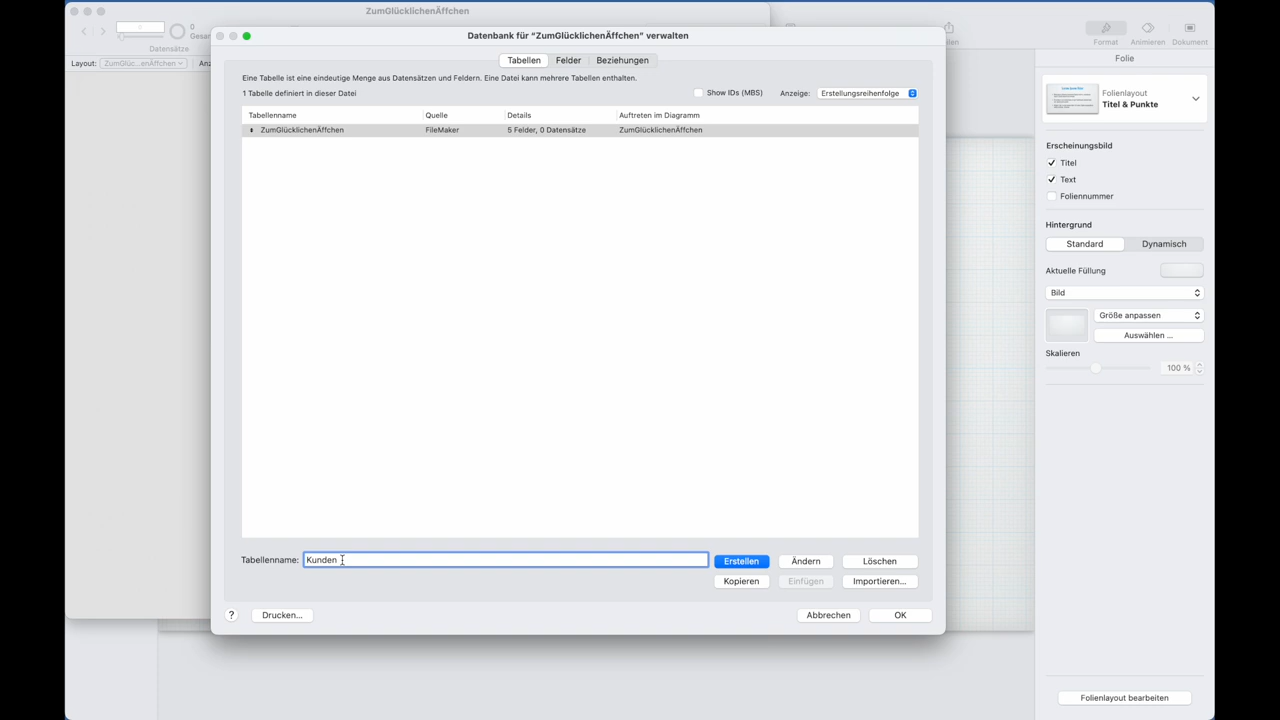 ZumGlücklichenÄffchen
0
Datensätze
Layout: ZumGlüc...enÄffchen
Datenbank für "ZumGlücklichenÄffchen" verwalten
Tabellen Felder Beziehungen
Eine Tabelle ist eine eindeutige Menge aus Datensätzen und Feldern. Eine Datei kann mehrere Tabellen enthalten.
1 Tabelle definiert in dieser Datei
Show IDs (MBS)
Anzeige: Erstellungsreihenfolge
Tabellenname Quelle Details Auftreten im Diagramm
ZumGlücklichenÄffchen FileMaker 5 Felder, 0 Datensätze ZumGlücklichenÄffchen
Tabellenname: Kunden
Erstellen Ändern Löschen
Kopieren Einfügen Importieren...
? Drucken... Abbrechen OK
Format Animieren Dokument
Folie
Folienlayout
Titel & Punkte
Erscheinungsbild
Titel
Text
Foliennummer
Hintergrund
Standard Dynamisch
Aktuelle Füllung
Bild
Größe anpassen
Auswählen ...
Skalieren
100 %
Folienlayout bearbeiten